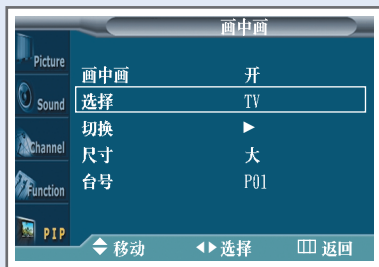 画中画
Picture
Sound
Channel
Function
PIP
画中画 开
选择 TV
切换 ▶
尺寸 大
台号 P01
移动 选择 返回